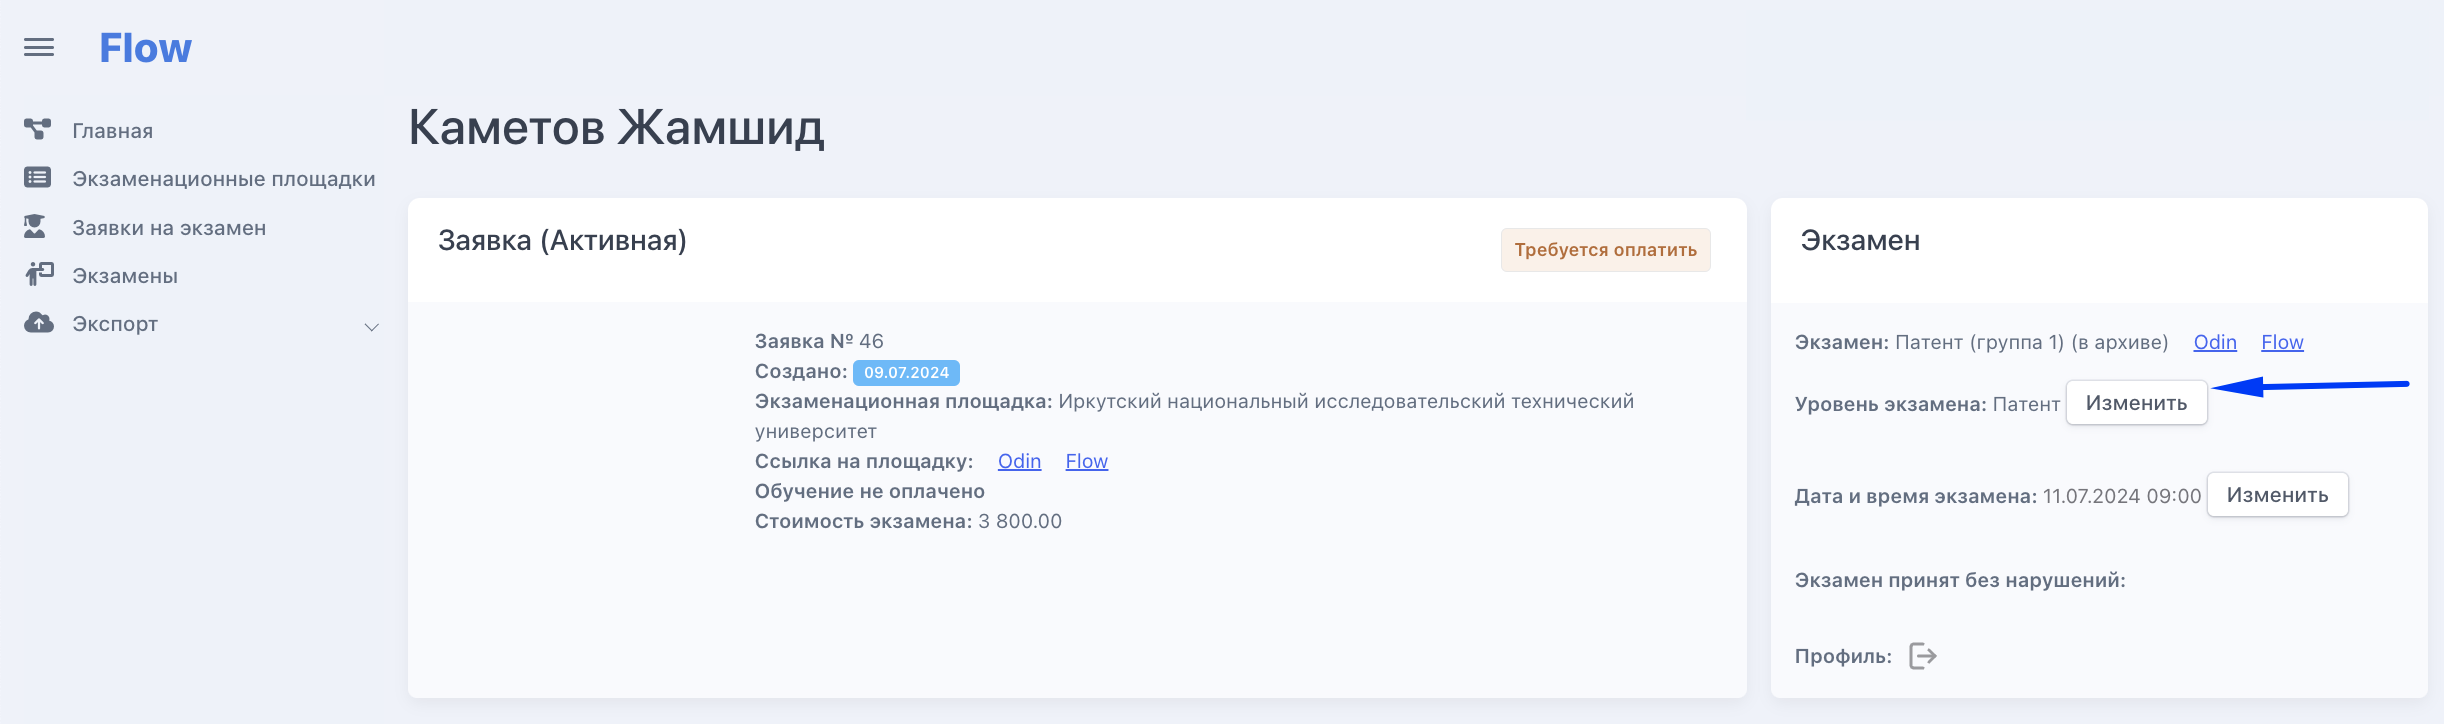 Flow
Главная
Экзаменационные площадки
Заявки на экзамен
Экзамены
Экспорт
Каметов Жамшид
Заявка (Активная)
Требуется оплатить
Заявка № 46
Создано: 09.07.2024
Экзаменационная площадка: Иркутский национальный исследовательский технический
университет
Ссылка на площадку: Odin Flow
Обучение не оплачено
Стоимость экзамена: 3 800.00
Экзамен
Экзамен: Патент (группа 1) (в архиве) Odin Flow
Уровень экзамена: Патент Изменить
Дата и время экзамена: 11.07.2024 09:00 Изменить
Экзамен принят без нарушений:
Профиль: